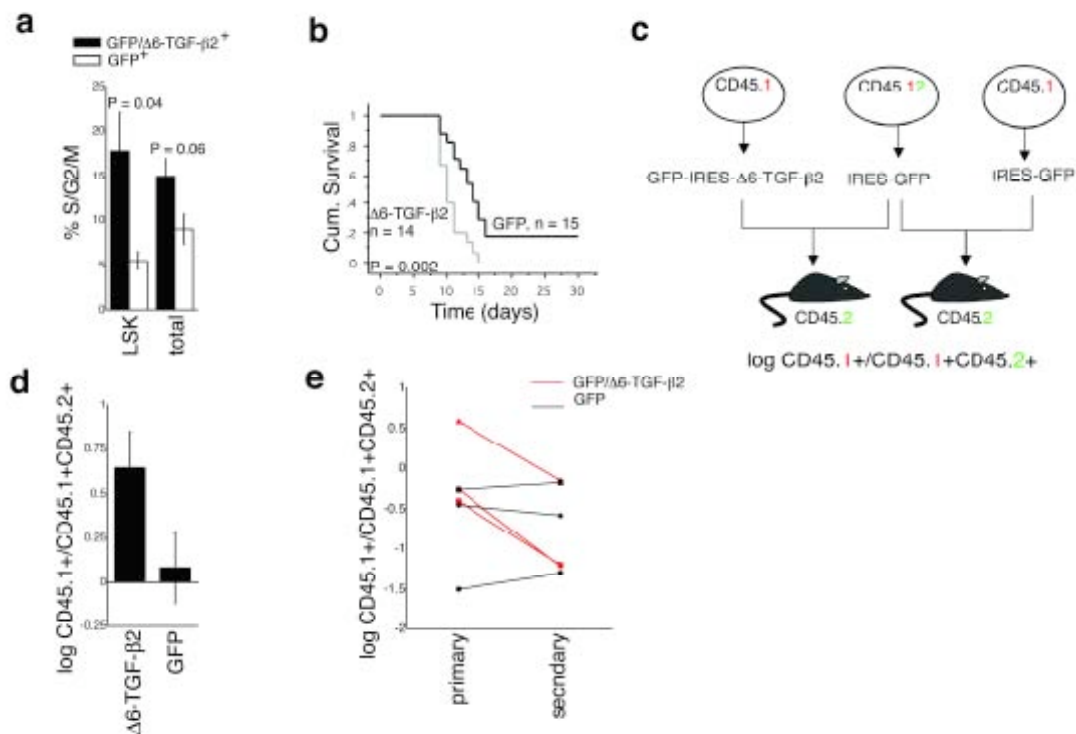 a
GFP/Δ6-TGF-β2+
GFP+
P = 0.04
P = 0.06
% S/G2/M
25
20
15
10
5
0
LSK
total
b
Cum. Survival
1
.8
.6
.4
.2
0
Δ6-TGF-β2
n = 14
P = 0.002
GFP, n = 15
0 5 10 15 20 25 30
Time (days)
c
CD45.1
CD45.12
CD45.1
GFP-IRES-Δ6-TGF-β2
IRES-GFP
IRES-GFP
CD45.2
CD45.2
log CD45.1+/CD45.1+CD45.2+
d
log CD45.1+/CD45.1+CD45.2+
1
0.75
0.5
0.25
0
-0.25
Δ6-TGF-β2
GFP
e
GFP/Δ6-TGF-β2
GFP
log CD45.1+/CD45.1+CD45.2+
1
0.5
0
-0.5
-1
-1.5
-2
primary
secndary